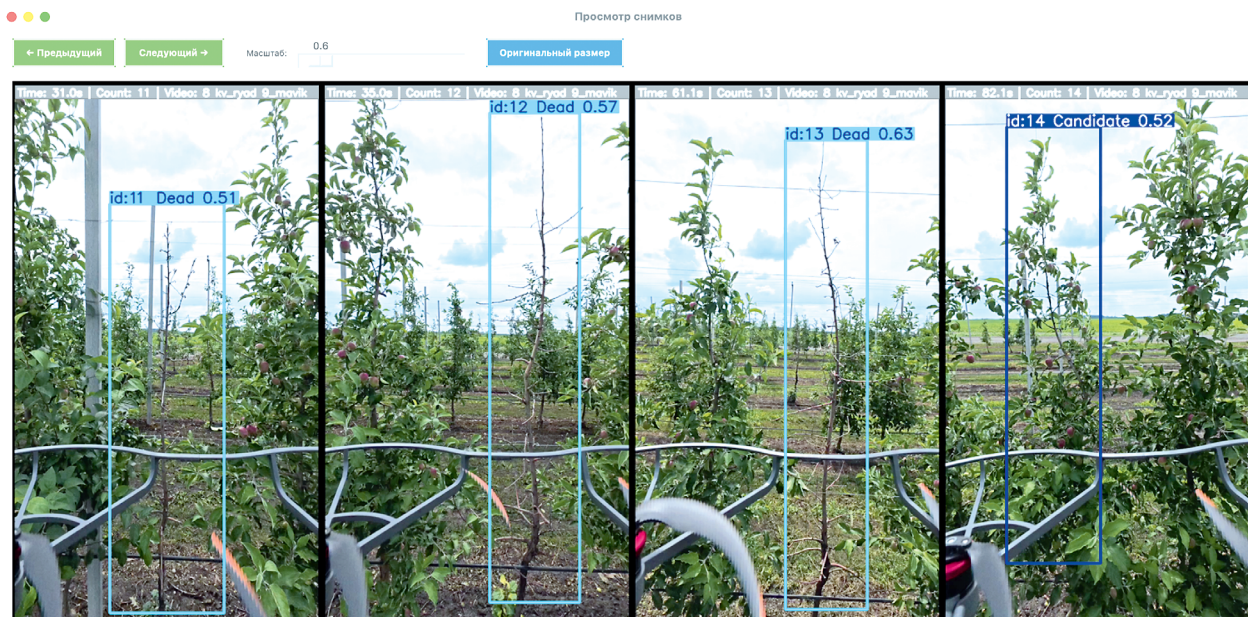 Просмотр снимков
← Предыдущий
Следующий →
Масштаб:
0.6
Оригинальный размер
Time: 31.0s | Count: 11 | Video: 8 kv_ryad 9_mavik
Time: 35.0s | Count: 12 | Video: 8 kv_ryad 9_mavik
Time: 61.1s | Count: 13 | Video: 8 kv_ryad 9_mavik
Time: 82.1s | Count: 14 | Video: 8 kv_ryad 9_mavik
id:11 Dead 0.51
id:12 Dead 0.57
id:13 Dead 0.63
id:14 Candidate 0.52